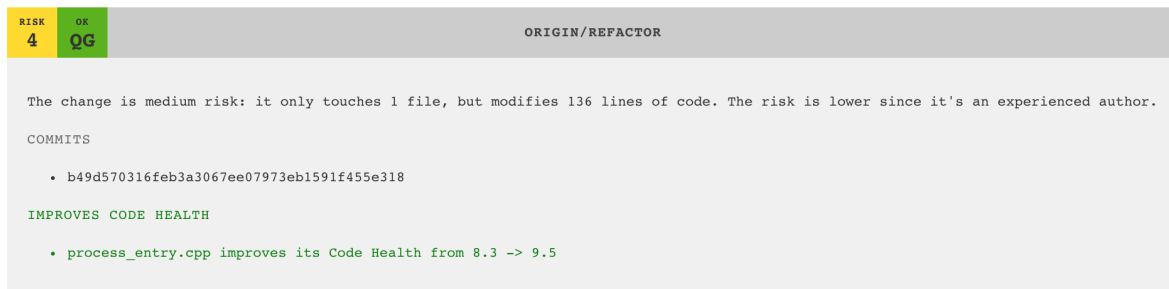 RISK
4
OK
QG
ORIGIN/REFACTOR
The change is medium risk: it only touches 1 file, but modifies 136 lines of code. The risk is lower since it's an experienced author.
COMMITS
• b49d570316feb3a3067ee07973eb1591f455e318
IMPROVES CODE HEALTH
• process_entry.cpp improves its Code Health from 8.3 -> 9.5